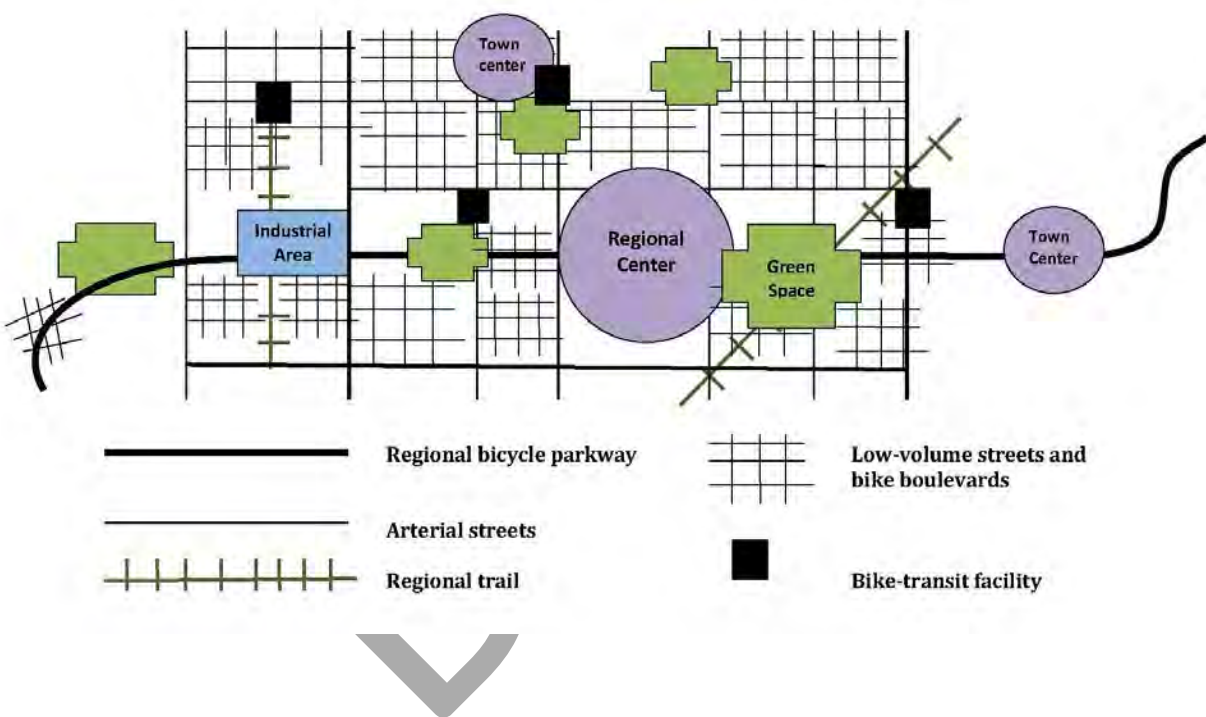 Town
center
Industrial
Area
Regional
Center
Green
Space
Town
Center
Regional bicycle parkway
Arterial streets
Regional trail
Low-volume streets and
bike boulevards
Bike-transit facility